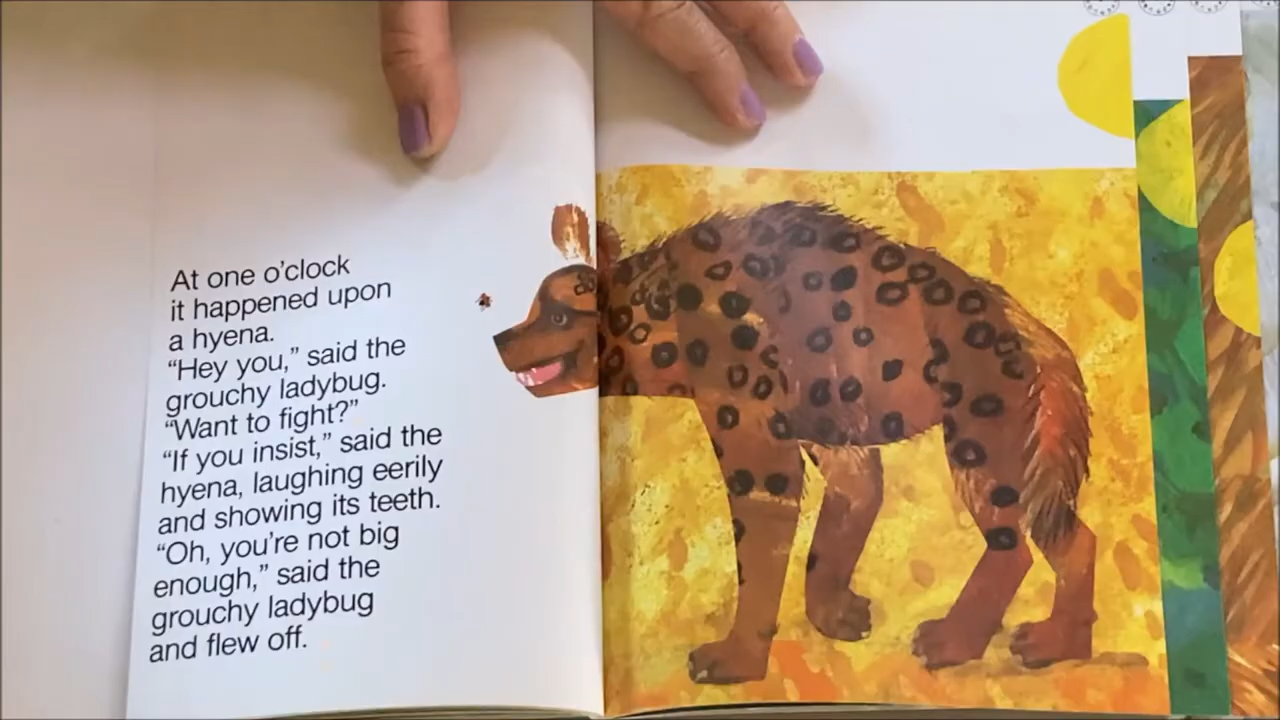 At one o’clock
it happened upon
a hyena.
“Hey you,” said the
grouchy ladybug.
“Want to fight?”
“If you insist,” said the
hyena, laughing eerily
and showing its teeth.
“Oh, you’re not big
enough,” said the
grouchy ladybug
and flew off.